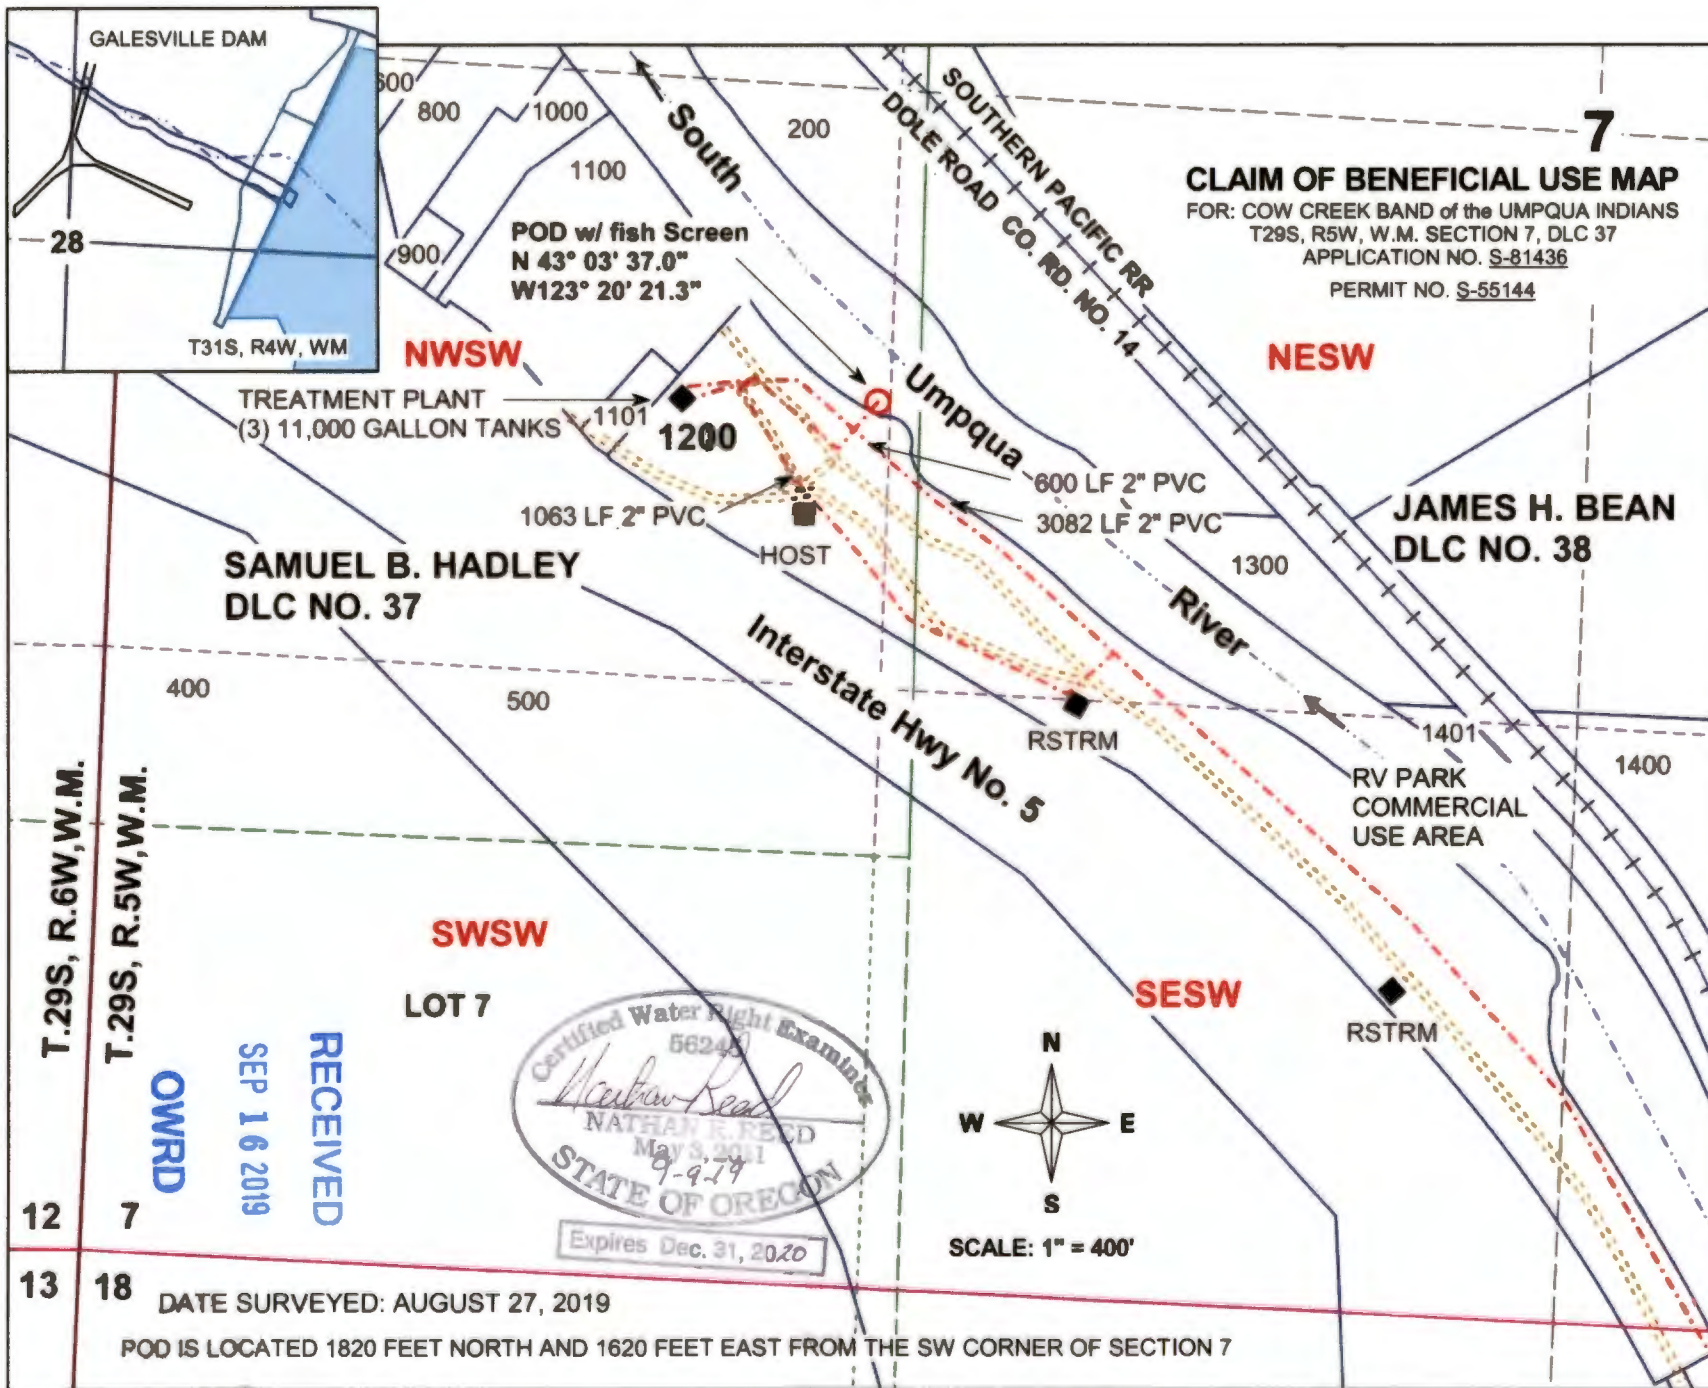 GALESVILLE DAM
28
T31S, R4W, WM
600
800
1000
1100
200
900
South
SOUTHERN PACIFIC RR
DOLE ROAD CO. RD. NO. 14
7
CLAIM OF BENEFICIAL USE MAP
FOR: COW CREEK BAND of the UMPQUA INDIANS
T29S, R5W, W.M. SECTION 7, DLC 37
APPLICATION NO. S-81436
PERMIT NO. S-55144
POD w/ fish Screen
N 43° 03' 37.0"
W123° 20' 21.3"
NWSW
NESW
TREATMENT PLANT
(3) 11,000 GALLON TANKS
1101
1200
Umpqua
600 LF 2" PVC
3082 LF 2" PVC
1063 LF 2" PVC
HOST
JAMES H. BEAN
DLC NO. 38
1300
SAMUEL B. HADLEY
DLC NO. 37
River
Interstate Hwy No. 5
400
500
RSTRM
1401
1400
RV PARK
COMMERCIAL
USE AREA
T.29S, R.6W,W.M.
T.29S, R.5W,W.M.
SWSW
LOT 7
SESW
RSTRM
RECEIVED
SEP 16 2019
OWRD
Certified Water Right Examiner
NATHAN R. REED
May 3, 2011
9-9-19
STATE OF OREGON
Expires Dec. 31, 2020
N
W E
S
SCALE: 1" = 400'
12 7
13 18
DATE SURVEYED: AUGUST 27, 2019
POD IS LOCATED 1820 FEET NORTH AND 1620 FEET EAST FROM THE SW CORNER OF SECTION 7